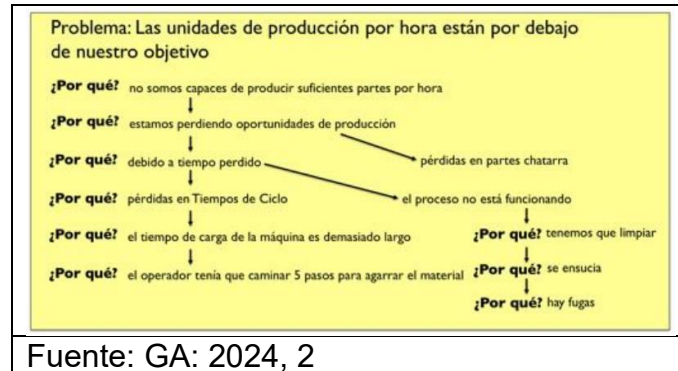 Problema: Las unidades de producción por hora están por debajo
de nuestro objetivo
¿Por qué? no somos capaces de producir suficientes partes por hora
¿Por qué? estamos perdiendo oportunidades de producción
¿Por qué? debido a tiempo perdido
pérdidas en partes chatarra
¿Por qué? pérdidas en Tiempos de Ciclo
el proceso no está funcionando
¿Por qué? el tiempo de carga de la máquina es demasiado largo
¿Por qué? tenemos que limpiar
¿Por qué? el operador tenía que caminar 5 pasos para agarrar el material
¿Por qué? se ensucia
¿Por qué? hay fugas
Fuente: GA: 2024, 2